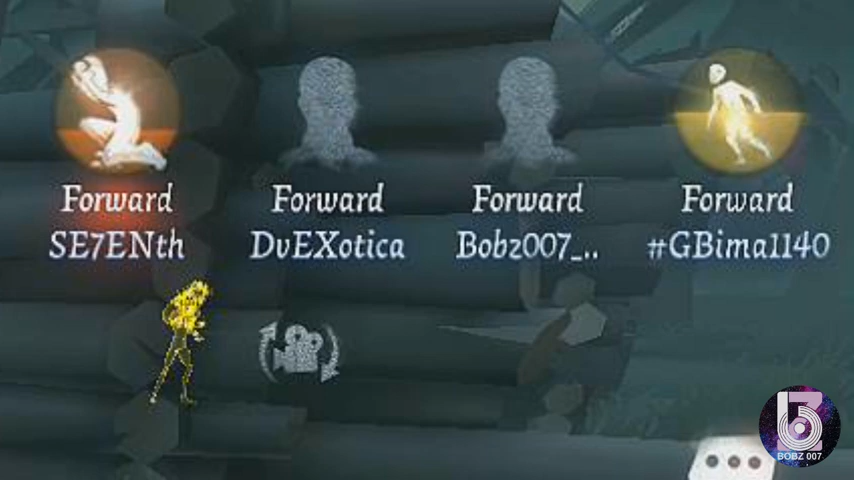 Forward
SE7ENth
Forward
DvEXotica
Forward
Bobz007_..
Forward
#GBima1140
BOBZ 007